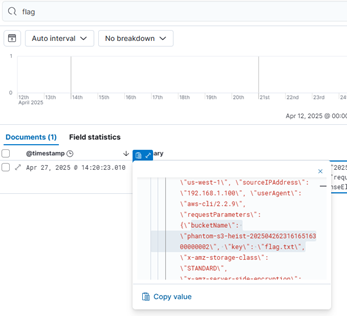 flag
Auto interval
No breakdown
1
0
12th
13th
14th
15th
16th
17th
18th
19th
20th
21st
22nd
23rd
24
April 2025
Apr 12, 2025 @ 00:00
Documents (1)
Field statistics
@timestamp
ary
Apr 27, 2025 @ 14:20:23.010
\"us-west-1\", \"sourceIPAddress\":
\"192.168.1.100\", \"userAgent\":
\"aws-cli/2.2.9\",
\"requestParameters\":
{\"bucketName\":
\"phantom-s3-heist-202504262316165163
00000002\", \"key\": \"flag.txt\",
\"x-amz-storage-class\":
\"STANDARD\",
\"x-amz-server-side-encryption\":
Copy value